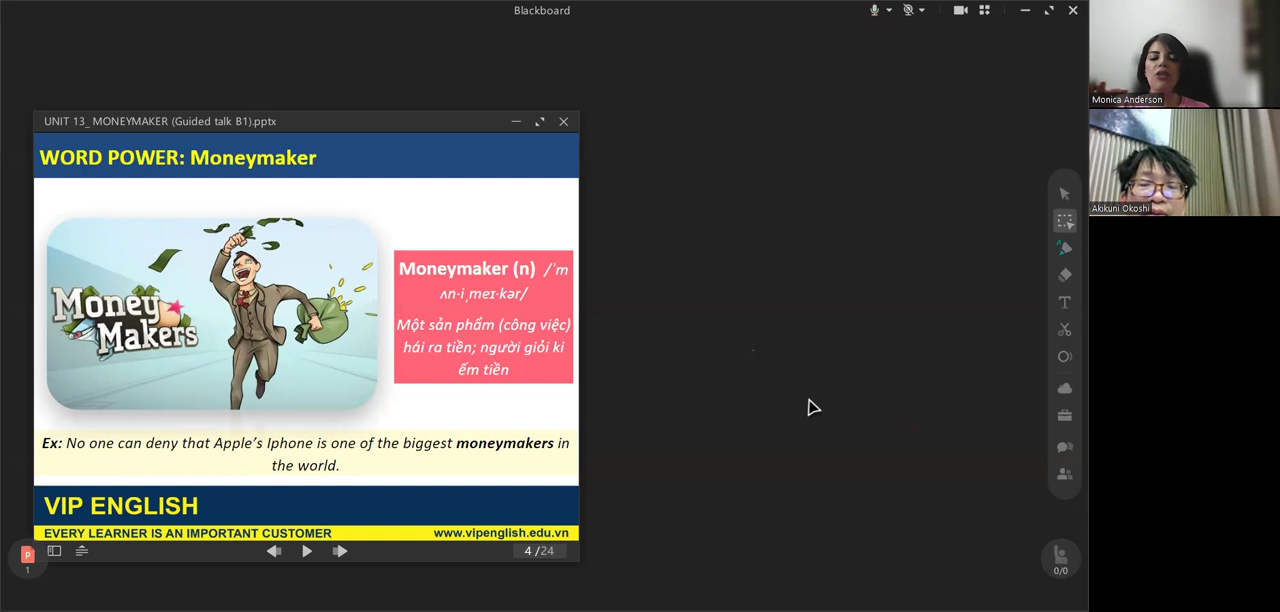 Blackboard
Monica Anderson
Akikuni Okoshi
UNIT 13_ MONEYMAKER (Guided talk B1).pptx
WORD POWER: Moneymaker
Money
Makers
Moneymaker (n) /ˈm
ʌn·iˌmeɪ·kər/
Một sản phẩm (công việc)
hái ra tiền; người giỏi ki
ếm tiền
Ex: No one can deny that Apple's Iphone is one of the biggest moneymakers in
the world.
VIP ENGLISH
EVERY LEARNER IS AN IMPORTANT CUSTOMER
www.vipenglish.edu.vn
4 /24
P
1
T
0/0